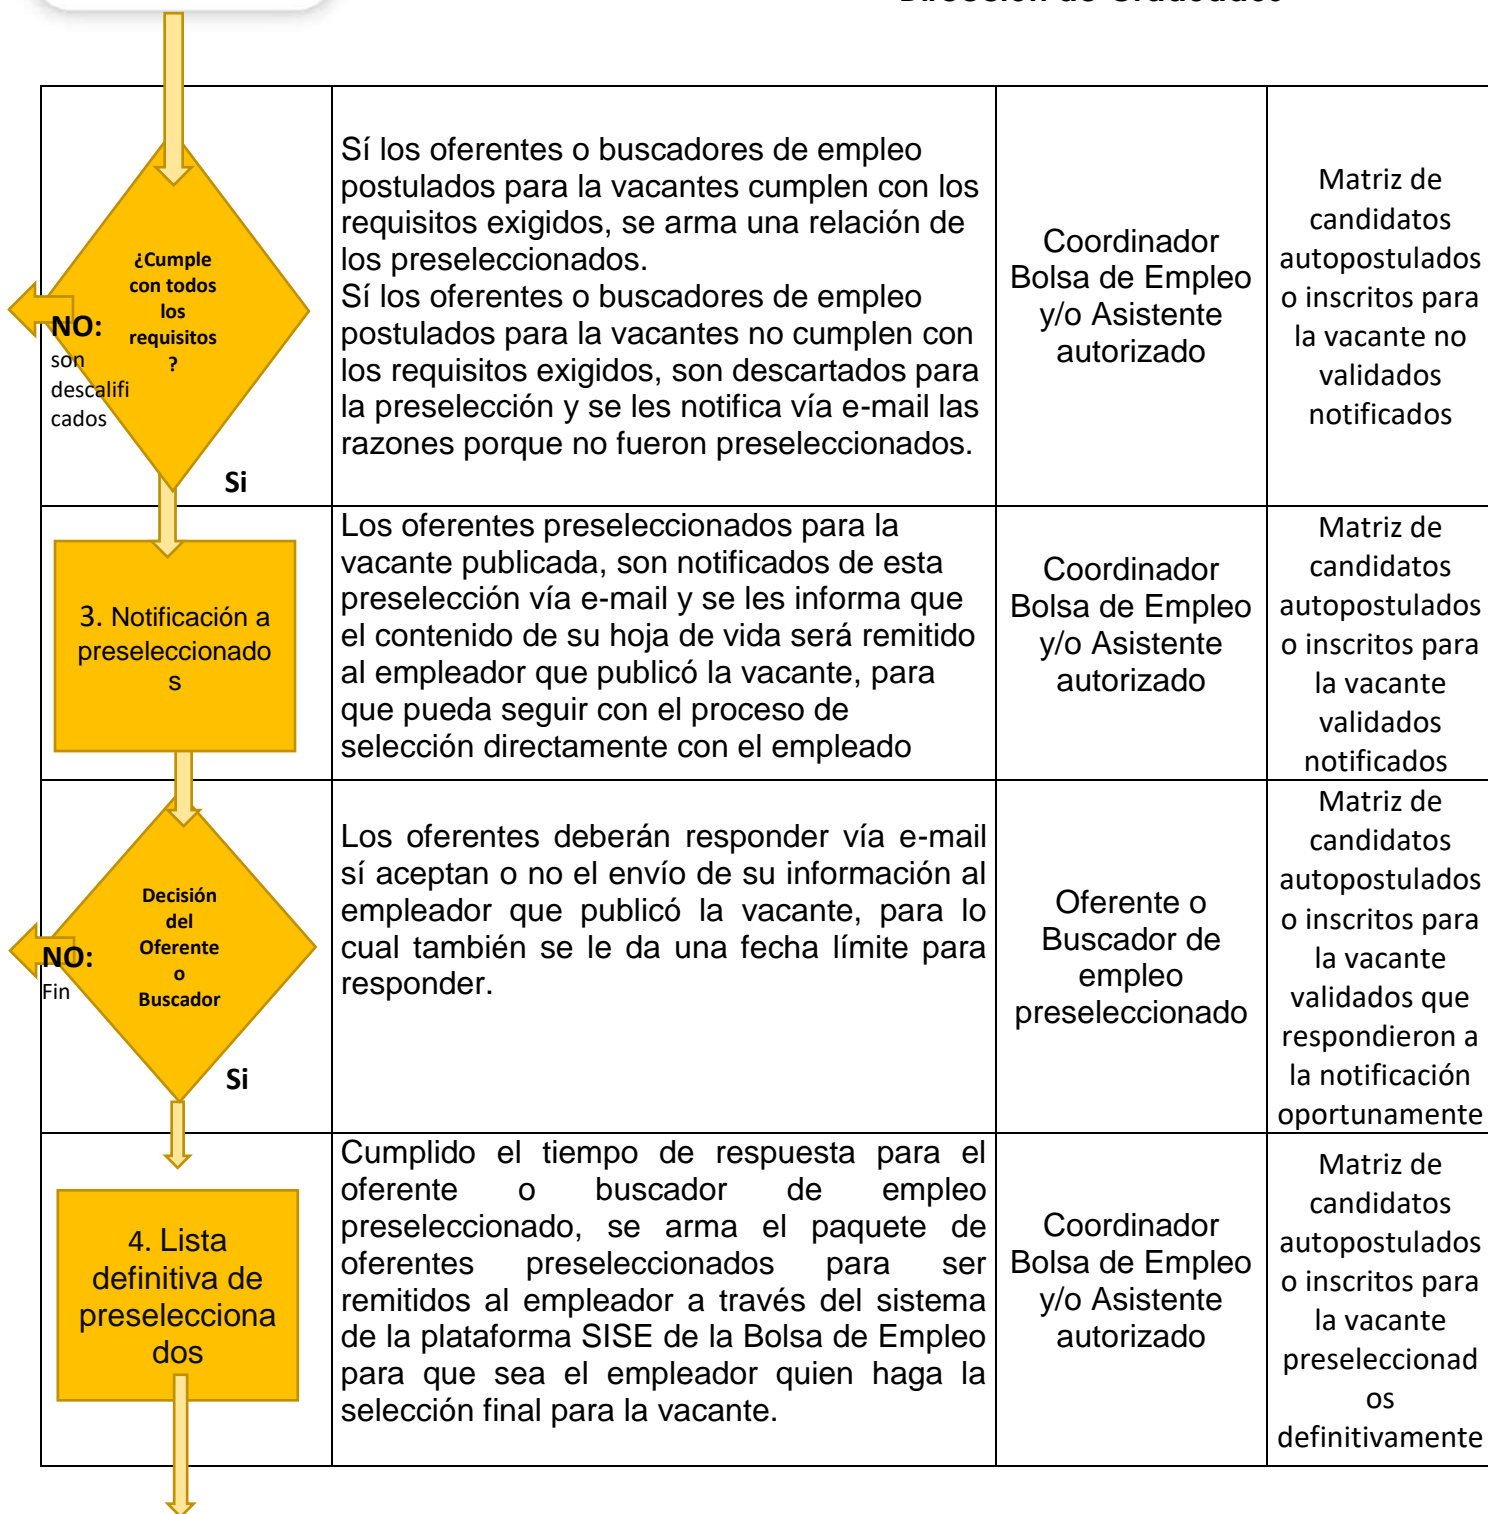 Dirección de Graduados
¿Cumple
con todos
los
requisitos
?
NO:
son
descalifi
cados
Si
Sí los oferentes o buscadores de empleo
postulados para la vacantes cumplen con los
requisitos exigidos, se arma una relación de
los preseleccionados.
Sí los oferentes o buscadores de empleo
postulados para la vacantes no cumplen con
los requisitos exigidos, son descartados para
la preselección y se les notifica vía e-mail las
razones porque no fueron preseleccionados.
Coordinador
Bolsa de Empleo
y/o Asistente
autorizado
Matriz de
candidatos
autopostulados
o inscritos para
la vacante no
validados
notificados
3. Notificación a
preseleccionado
s
Los oferentes preseleccionados para la
vacante publicada, son notificados de esta
preselección vía e-mail y se les informa que
el contenido de su hoja de vida será remitido
al empleador que publicó la vacante, para
que pueda seguir con el proceso de
selección directamente con el empleado
Coordinador
Bolsa de Empleo
y/o Asistente
autorizado
Matriz de
candidatos
autopostulados
o inscritos para
la vacante
validados
notificados
Decisión
del
Oferente
o
Buscador
NO:
Fin
Si
Los oferentes deberán responder vía e-mail
sí aceptan o no el envío de su información al
empleador que publicó la vacante, para lo
cual también se le da una fecha límite para
responder.
Oferente o
Buscador de
empleo
preseleccionado
Matriz de
candidatos
autopostulados
o inscritos para
la vacante
validados que
respondieron a
la notificación
oportunamente
4. Lista
definitiva de
preselecciona
dos
Cumplido el tiempo de respuesta para el
oferente o buscador de empleo
preseleccionado, se arma el paquete de
oferentes preseleccionados para ser
remitidos al empleador a través del sistema
de la plataforma SISE de la Bolsa de Empleo
para que sea el empleador quien haga la
selección final para la vacante.
Coordinador
Bolsa de Empleo
y/o Asistente
autorizado
Matriz de
candidatos
autopostulados
o inscritos para
la vacante
preseleccionad
os
definitivamente